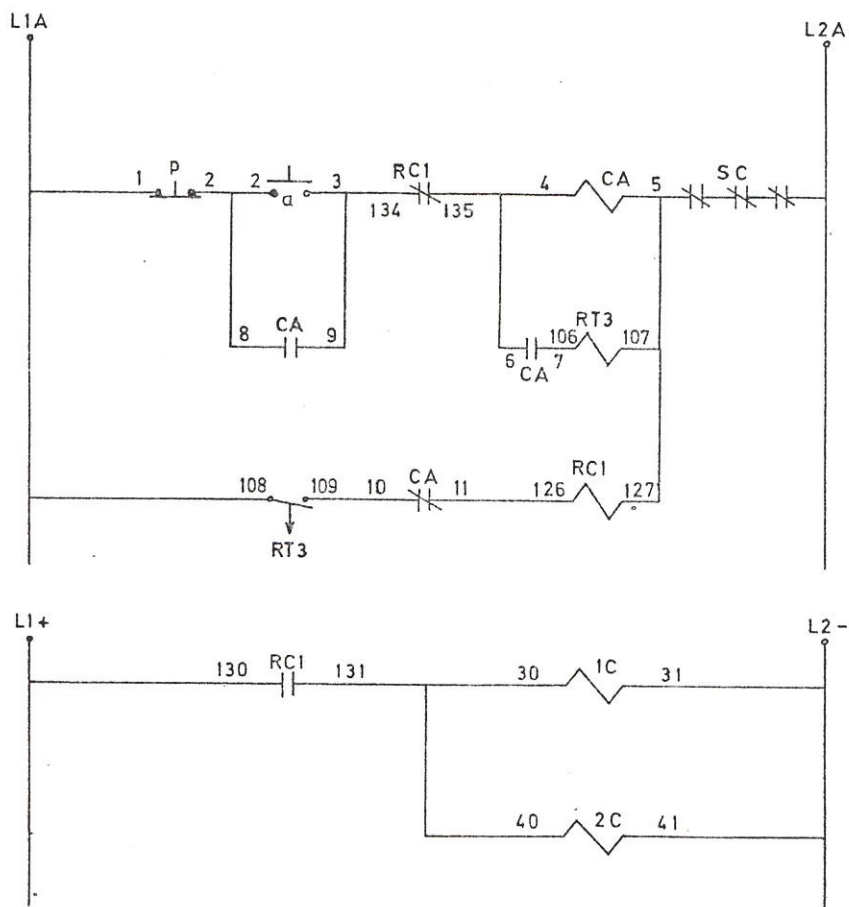 L1A L2A
P RC1 SC
1 2 2 3 4 CA 5
a 134 135
CA RT3
8 9 106 107
6 7
CA
CA RC1
108 109 10 11 126 127
RT3
L1+ L2-
RC1 1C
130 131 30 31
2C
40 41